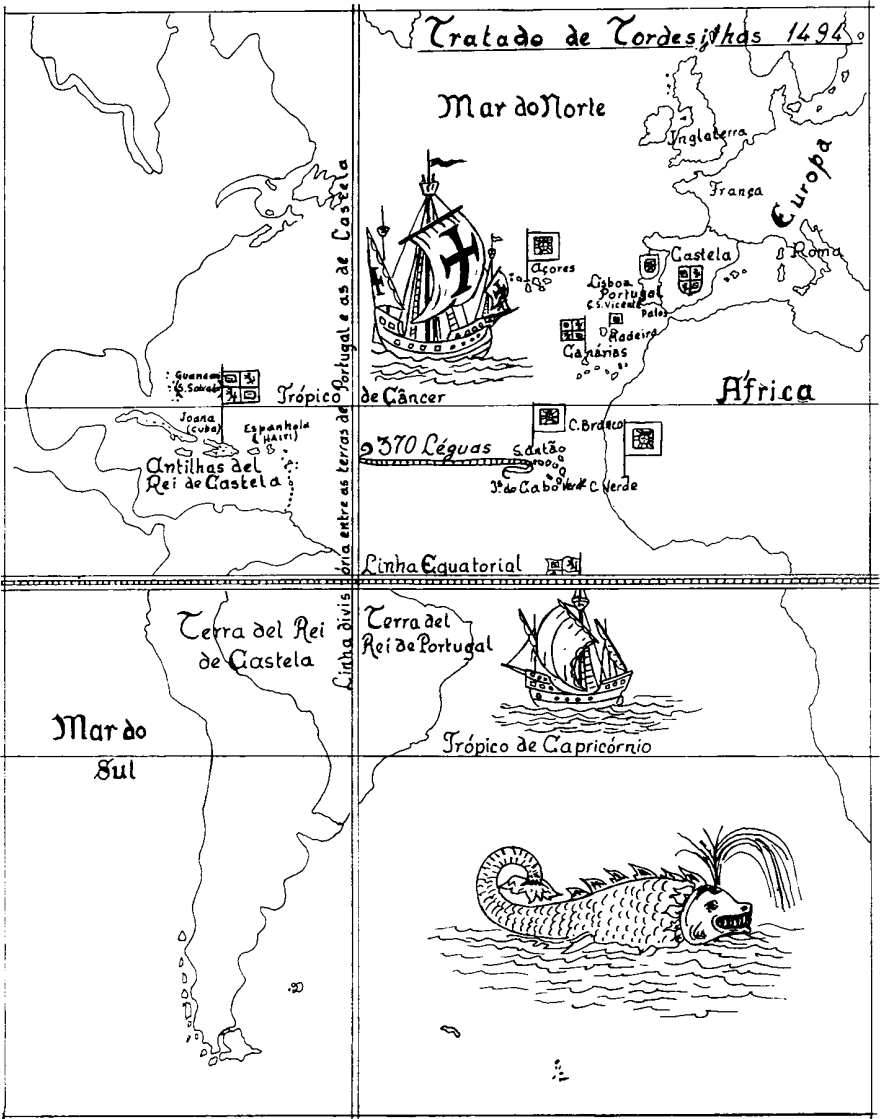 Tratado de Tordesilhas 1494
Mar do Norte
Inglaterra
França
Europa
Castela
Roma
Açores
Lisboa
Portugal
C.S. Vicente
Palos
Madeira
Canárias
África
Guanaani
(S. Salvador)
Trópico de Câncer
Joana
(Cuba)
Espanhola
(HAITI)
Antilhas del
Rei de Castela
370 Léguas
C. Branco
S. Antão
Is. do Cabo Verde
C. Verde
Linha divisória entre as terras de Portugal e as de Castela
Linha Equatorial
Terra del Rei
de Castela
Terra del
Rei de Portugal
Mar do
Sul
Trópico de Capricórnio